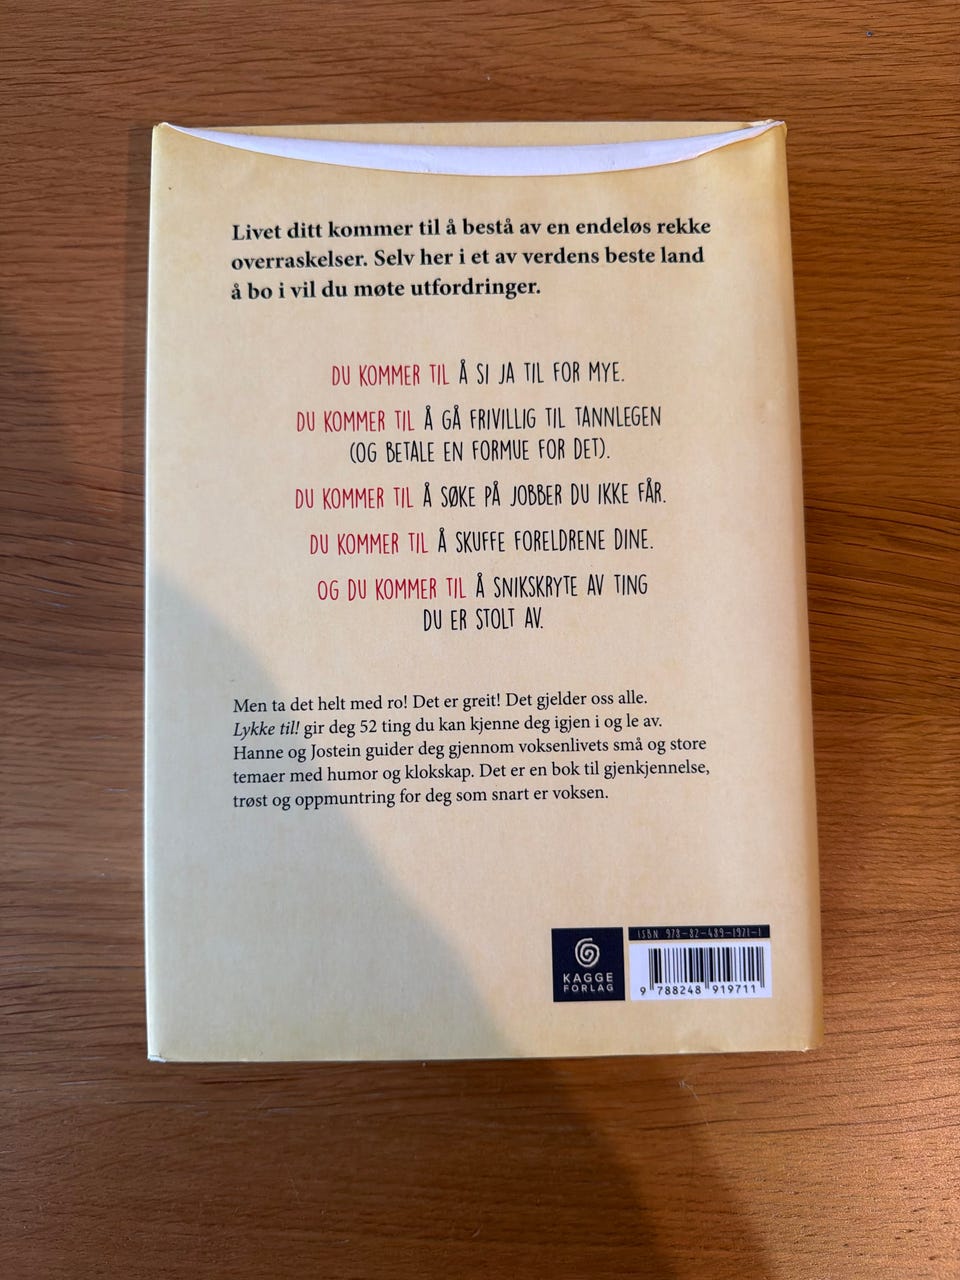 Livet ditt kommer til å bestå av en endeløs rekke
overraskelser. Selv her i et av verdens beste land
å bo i vil du møte utfordringer.
DU KOMMER TIL Å SI JA TIL FOR MYE.
DU KOMMER TIL Å GÅ FRIVILLIG TIL TANNLEGEN
(OG BETALE EN FORMUE FOR DET).
DU KOMMER TIL Å SØKE PÅ JOBBER DU IKKE FÅR.
DU KOMMER TIL Å SKUFFE FORELDRENE DINE.
OG DU KOMMER TIL Å SNIKSKRYTE AV TING
DU ER STOLT AV.
Men ta det helt med ro! Det er greit! Det gjelder oss alle.
Lykke til! gir deg 52 ting du kan kjenne deg igjen i og le av.
Hanne og Jostein guider deg gjennom voksenlivets små og store
temaer med humor og klokskap. Det er en bok til gjenkjennelse,
trøst og oppmuntring for deg som snart er voksen.
KAGGE
FORLAG
ISBN 978-82-489-1971-1
9 788248 919711